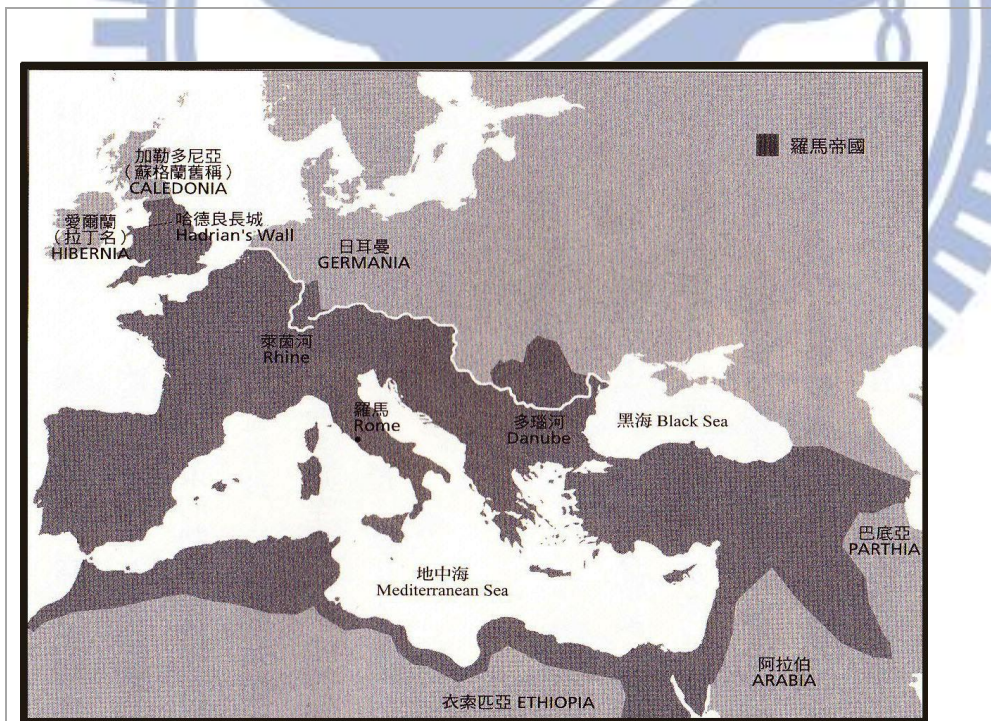 羅馬帝國
加勒多尼亞
（蘇格蘭舊稱）
CALEDONIA
愛爾蘭
（拉丁名）
HIBERNIA
哈德良長城
Hadrian's Wall
日耳曼
GERMANIA
萊茵河
Rhine
羅馬
Rome
多瑙河
Danube
黑海 Black Sea
巴底亞
PARTHIA
地中海
Mediterranean Sea
阿拉伯
ARABIA
衣索匹亞 ETHIOPIA